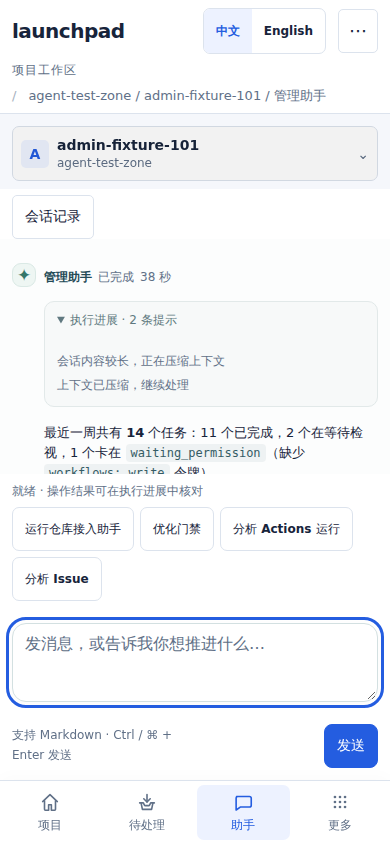 launchpad
中文 English ...
项目工作区
/ agent-test-zone / admin-fixture-101 / 管理助手
A admin-fixture-101
agent-test-zone
会话记录
管理助手 已完成 38 秒
▼ 执行进展 · 2 条提示
会话内容较长，正在压缩上下文
上下文已压缩，继续处理
最近一周共有 14 个任务：11 个已完成，2 个在等待检
视，1 个卡在 waiting_permission（缺少
workflows: write 令牌）
就绪 · 操作结果可在执行进展中核对
运行仓库接入助手 优化门禁 分析 Actions 运行
分析 Issue
发消息，或告诉我你想推进什么...
支持 Markdown · Ctrl / ⌘ +
Enter 发送
发送
项目 待处理 助手 更多